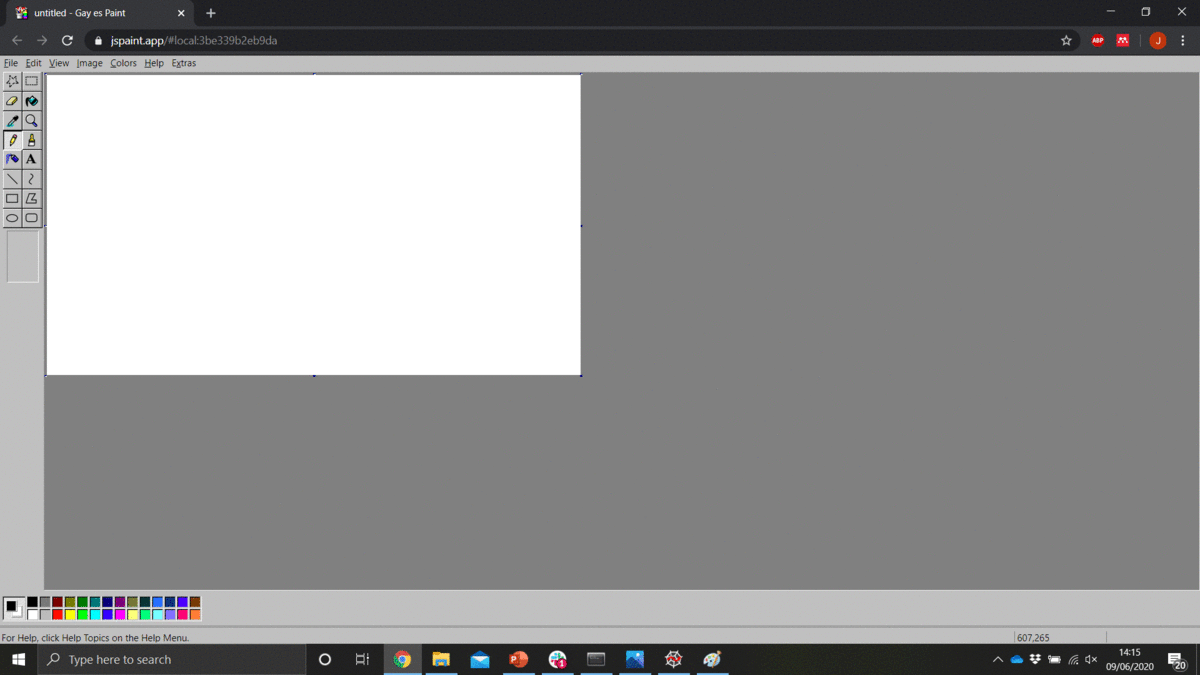 untitled - Gay es Paint
jspaint.app/#local:3be339b2eb9da
ABP
J
File Edit View Image Colors Help Extras
A
For Help, click Help Topics on the Help Menu.
607,265
Type here to search
14:15
09/06/2020
20